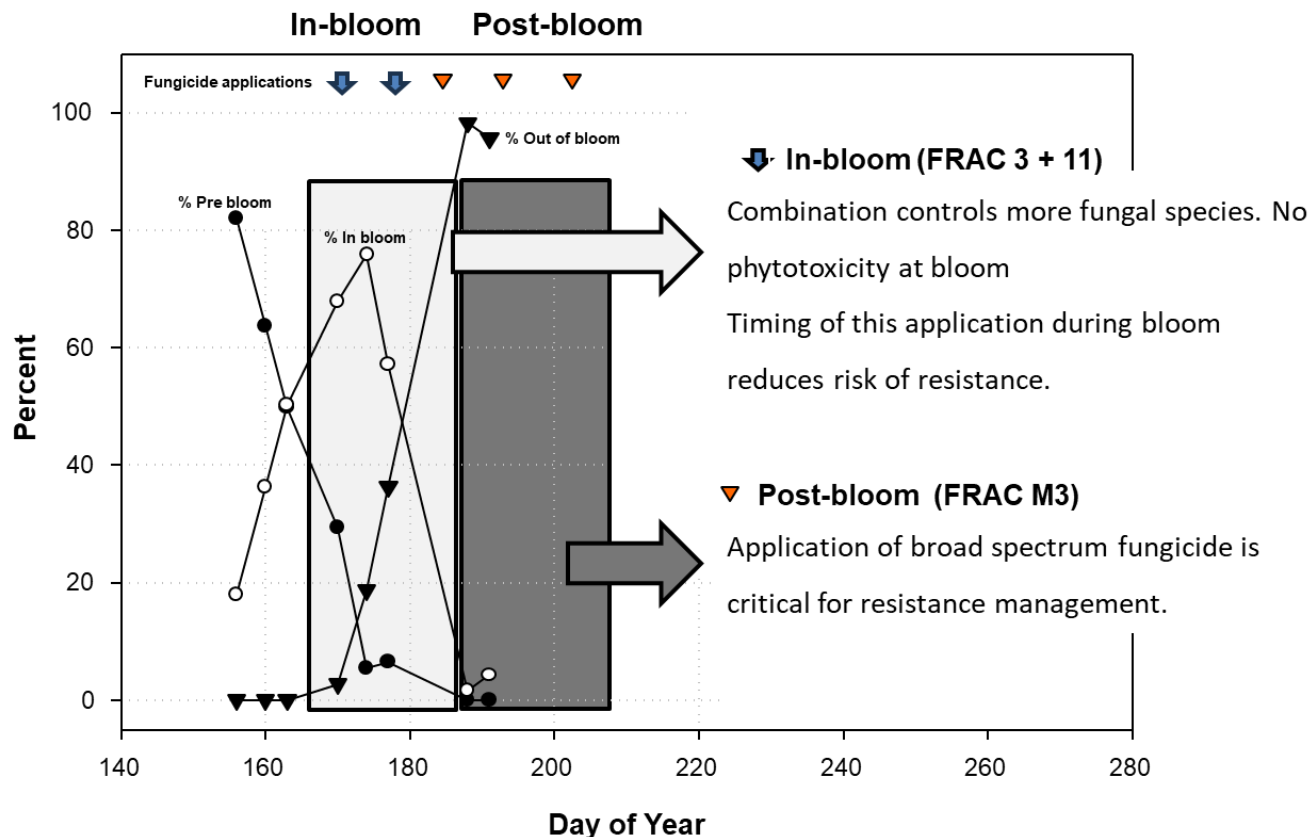 In-bloom Post-bloom
Fungicide applications
100
80
60
40
20
0
Percent
% Pre bloom
% In bloom
% Out of bloom
In-bloom (FRAC 3 + 11)
Combination controls more fungal species. No
phytotoxicity at bloom
Timing of this application during bloom
reduces risk of resistance.
Post-bloom (FRAC M3)
Application of broad spectrum fungicide is
critical for resistance management.
140 160 180 200 220 240 260 280
Day of Year